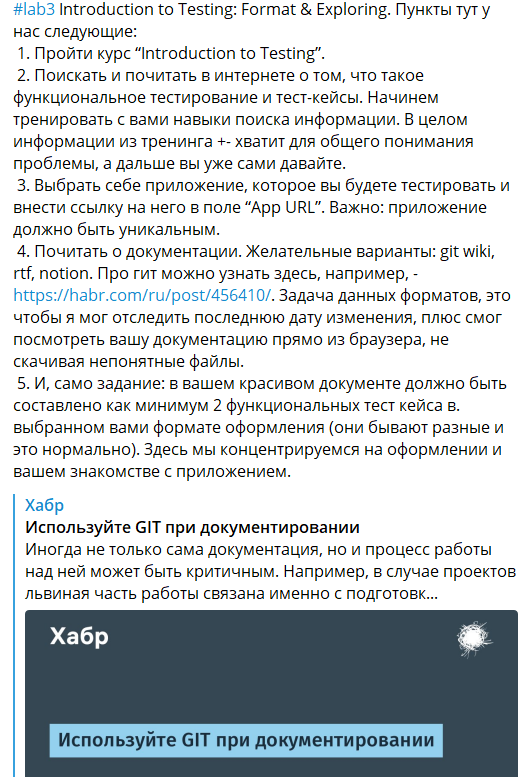 #lab3 Introduction to Testing: Format & Exploring. Пункты тут у
нас следующие:
1. Пройти курс “Introduction to Testing”.
2. Поискать и почитать в интернете о том, что такое
функциональное тестирование и тест-кейсы. Начинем
тренировать с вами навыки поиска информации. В целом
информации из тренинга +- хватит для общего понимания
проблемы, а дальше вы уже сами давайте.
3. Выбрать себе приложение, которое вы будете тестировать и
внести ссылку на него в поле “App URL”. Важно: приложение
должно быть уникальным.
4. Почитать о документации. Желательные варианты: git wiki,
rtf, notion. Про гит можно узнать здесь, например, -
https://habr.com/ru/post/456410/. Задача данных форматов, это
чтобы я мог отследить последнюю дату изменения, плюс смог
посмотреть вашу документацию прямо из браузера, не
скачивая непонятные файлы.
5. И, само задание: в вашем красивом документе должно быть
составлено как минимум 2 функциональных тест кейса в.
выбранном вами формате оформления (они бывают разные и
это нормально). Здесь мы концентрируемся на оформлении и
вашем знакомстве с приложением.
Хабр
Используйте GIT при документировании
Иногда не только сама документация, но и процесс работы
над ней может быть критичным. Например, в случае проектов
львиная часть работы связана именно с подготовк...
Хабр
Используйте GIT при документировании